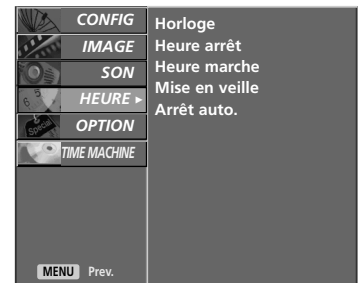 CONFIG
IMAGE
SON
HEURE ►
OPTION
TIME MACHINE
Horloge
Heure arrêt
Heure marche
Mise en veille
Arrêt auto.
MENU Prev.